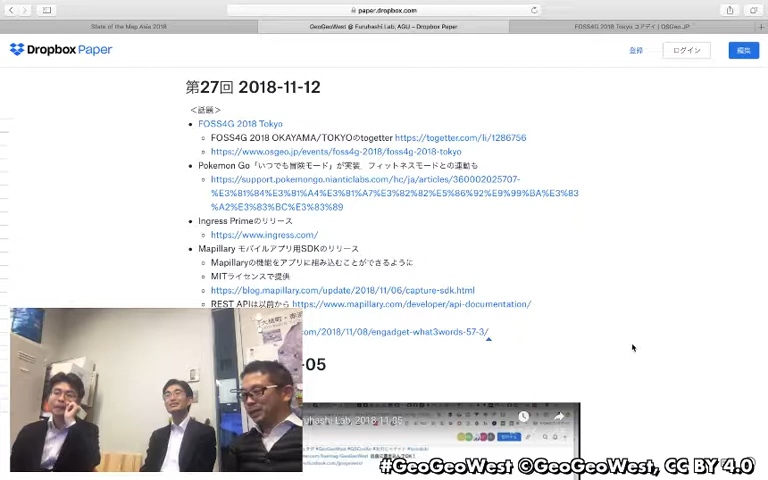 paper.dropbox.com
State of the Map Asia 2018
GeoGeoWest @ Furuhashi Lab, AGU – Dropbox Paper
FOSS4G 2018 Tokyo コアデイ | OSGeo.JP
Dropbox Paper
登録
ログイン
編集
第27回 2018-11-12
＜話題＞
FOSS4G 2018 Tokyo
FOSS4G 2018 OKAYAMA/TOKYOのtogetter https://togetter.com/li/1286756
https://www.osgeo.jp/events/foss4g-2018/foss4g-2018-tokyo
Pokemon Go「いつでも冒険モード」が実装　フィットネスモードとの連動も
https://support.pokemongo.nianticlabs.com/hc/ja/articles/360002025707-
%E3%81%84%E3%81%A4%E3%81%A7%E3%82%82%E5%86%92%E9%99%BA%E3%83
%A2%E3%83%BC%E3%83%89
Ingress Primeのリリース
https://www.ingress.com/
Mapillary モバイルアプリ用SDKのリリース
Mapillaryの機能をアプリに組み込むことができるように
MITライセンスで提供
https://blog.mapillary.com/update/2018/11/06/capture-sdk.html
REST APIは以前から https://www.mapillary.com/developer/api-documentation/
om/2018/11/08/engadget-what3words-57-3/
-05
ruhashi Lab, 2018-11-05
#GeoGeoWest ©GeoGeoWest, CC BY 4.0